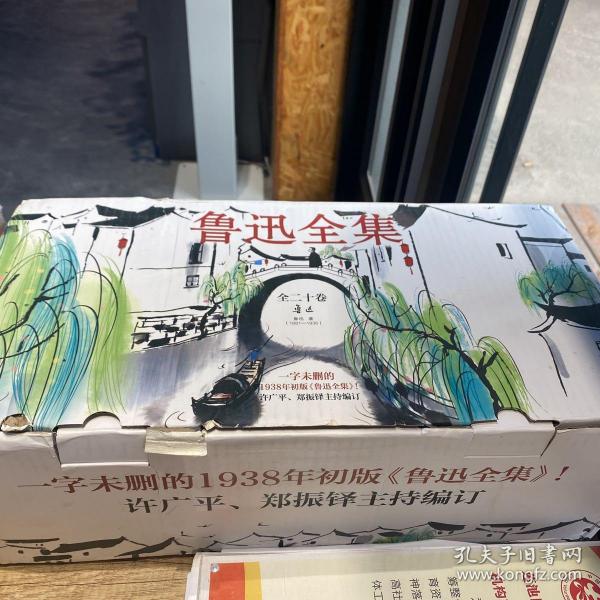 鲁迅全集
全二十卷
鲁迅 著
(1881—1936)
一字未删的
1938年初版《鲁迅全集》!
许广平、郑振铎主持编订
一字未删的1938年初版《鲁迅全集》!
许广平、郑振铎主持编订
孔夫子旧书网
www.kongfz.com